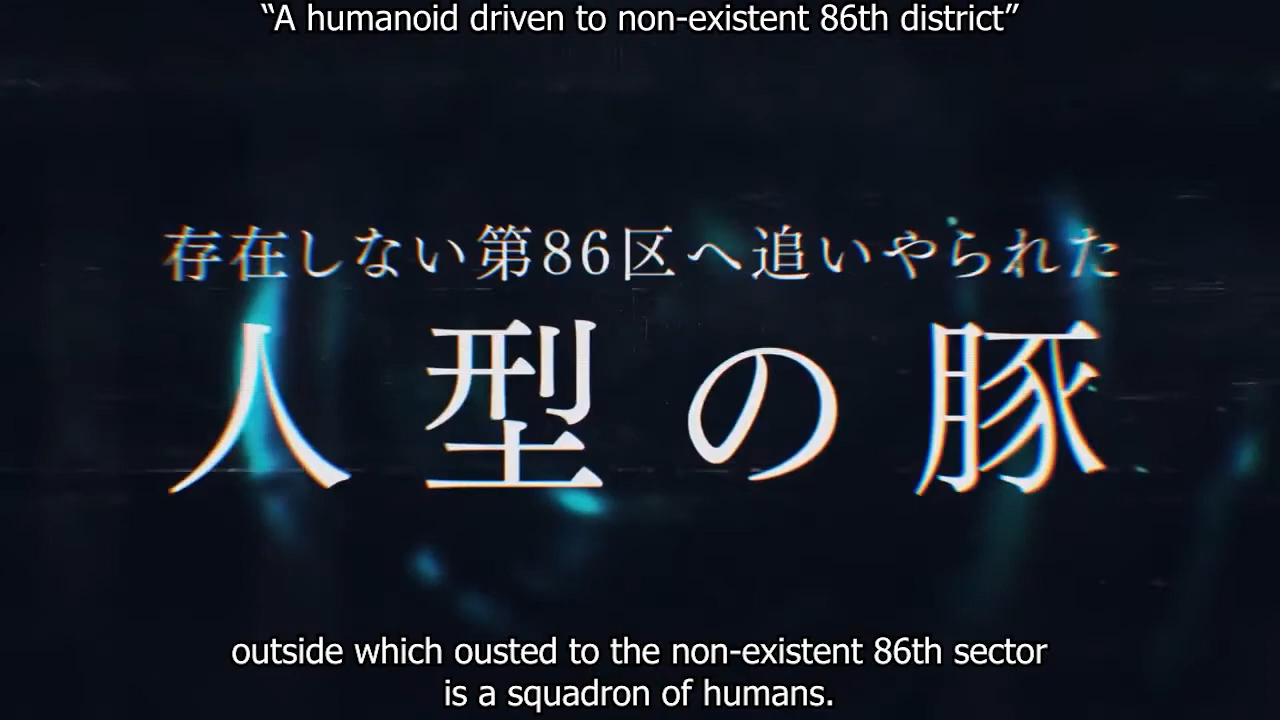 “A humanoid driven to non-existent 86th district”
存在しない第86区へ追いやられた
人型の豚
outside which ousted to the non-existent 86th sector
is a squadron of humans.